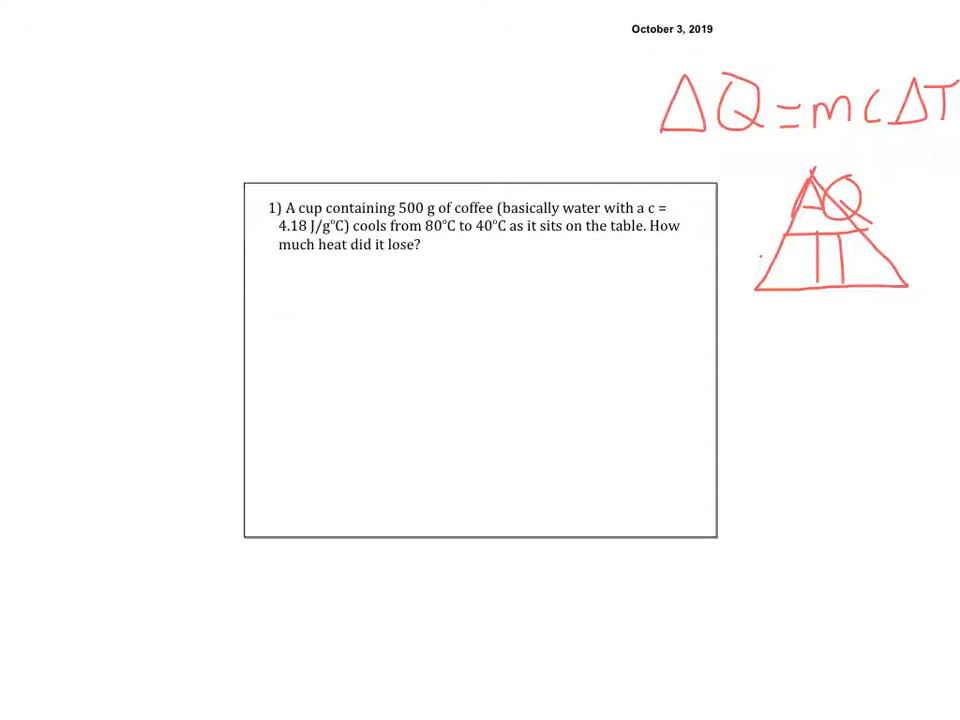 October 3, 2019
ΔQ = mcΔT
ΔQ
1) A cup containing 500 g of coffee (basically water with a c =
4.18 J/g°C) cools from 80°C to 40°C as it sits on the table. How
much heat did it lose?